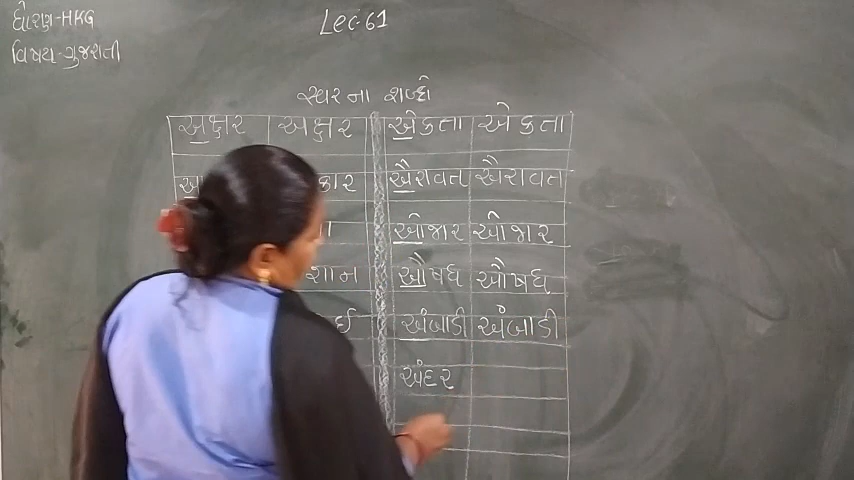 ધોરણ-HKG
વિષય-ગુજરાતી
Lec-61
સ્વરના શબ્દો
અક્ષર અક્ષર એકતા એકતા
ઐરાવત ઐરાવત
ઓજાર ઓજાર
ઔષધ ઔષધ
અંબાડી અંબાડી
અંદર